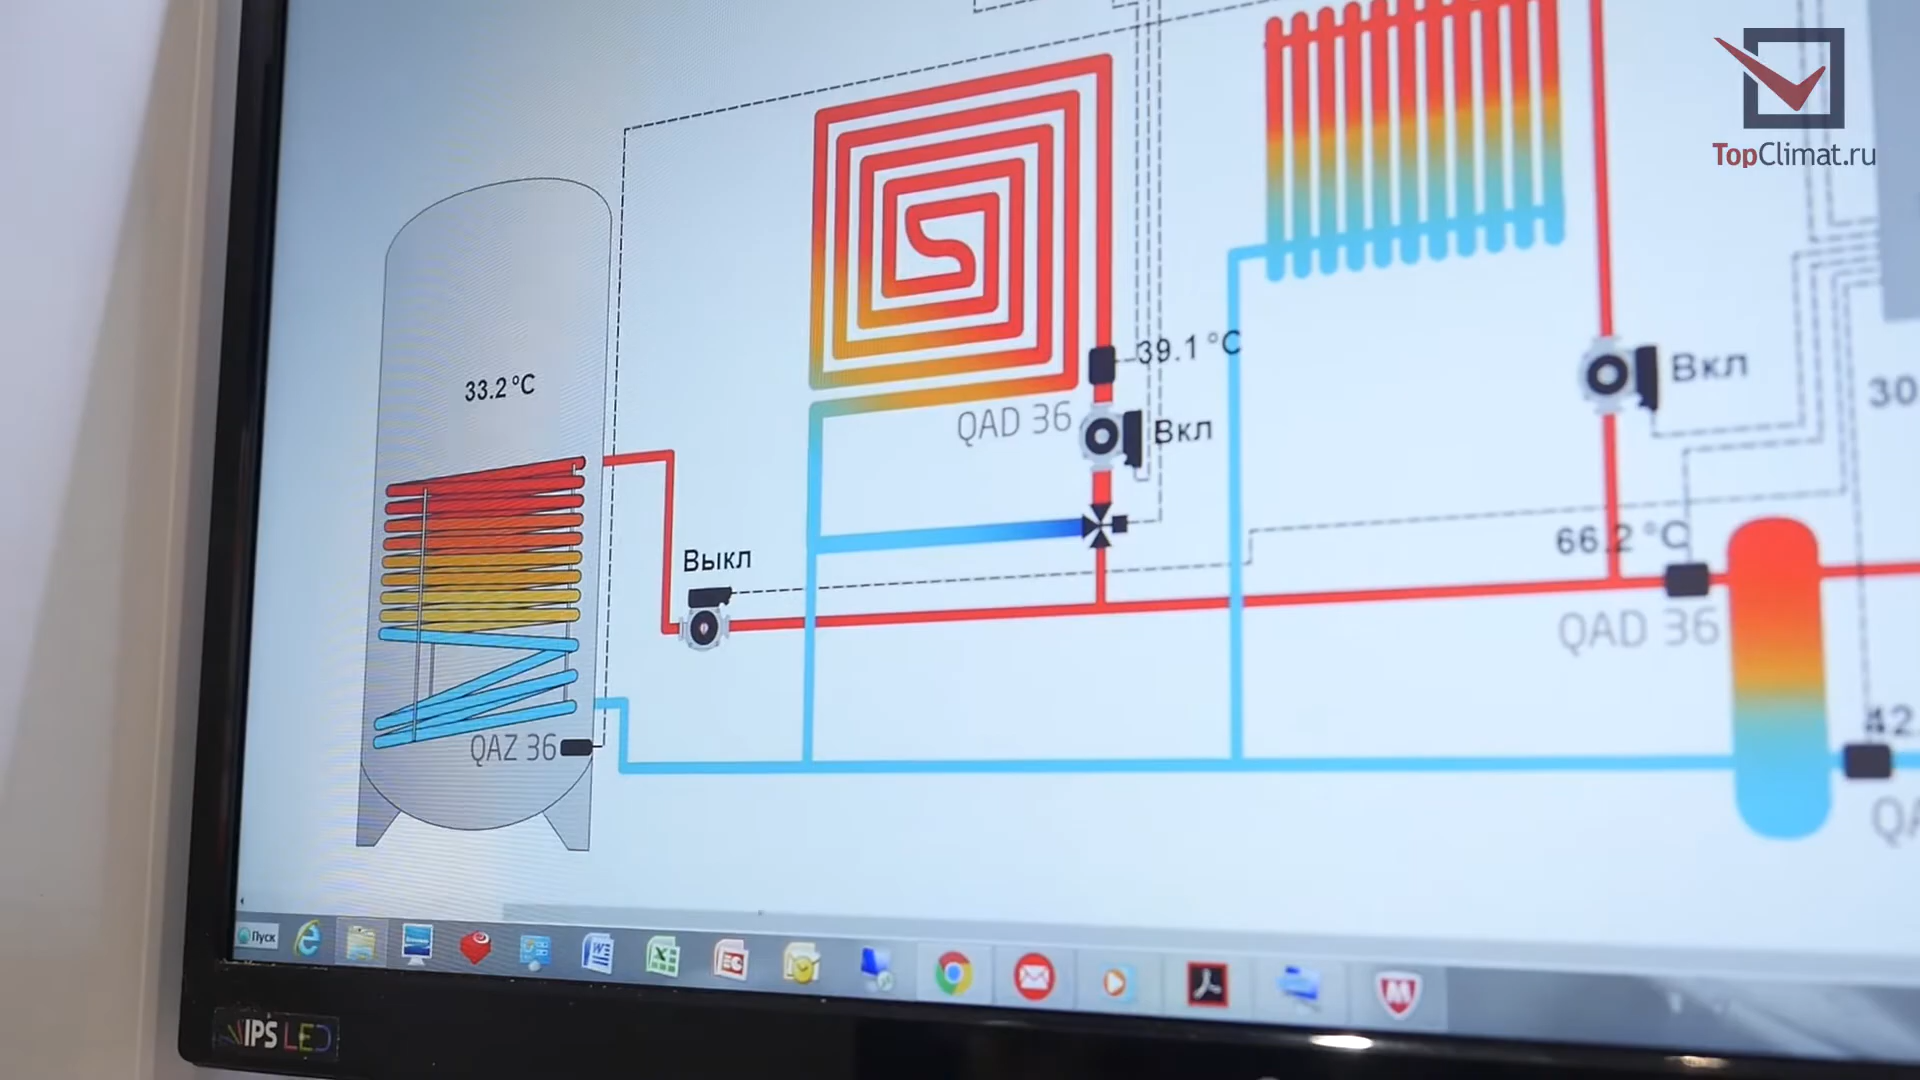 TopClimat.ru
33.2 °C
39.1 °C
QAD 36
Вкл
Вкл
30
Выкл
66.2 °C
QAD 36
42.
QAZ 36
QA
Пуск
IPS LED